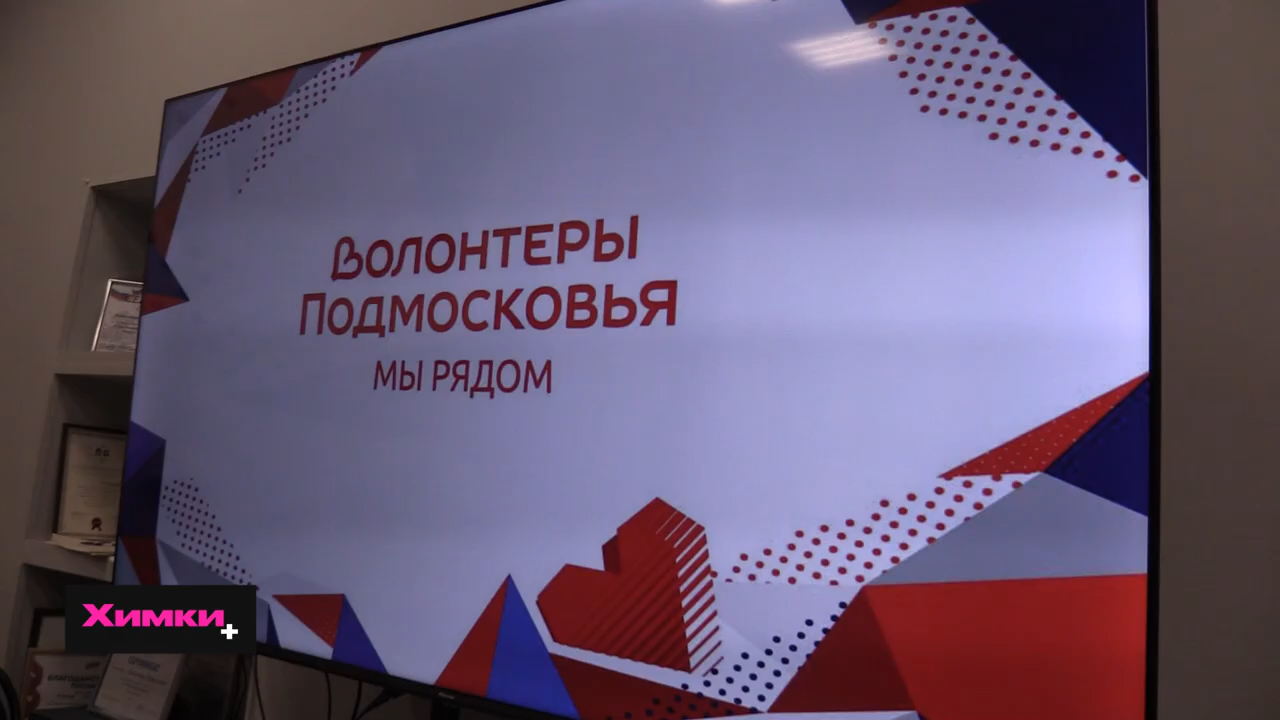 Волонтеры
Подмосковья
мы рядом
Химки+